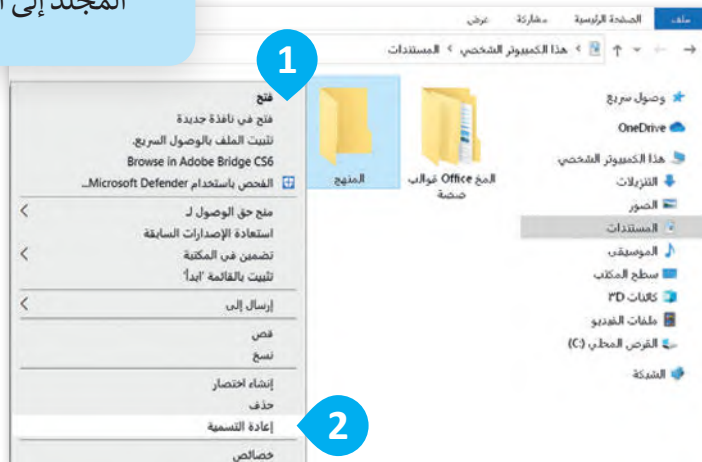 المجلد إلى
ملف الصفحة الرئيسية مشاركة عرض
هذا الكمبيوتر الشخصي > المستندات
1
وصول سريع
OneDrive
هذا الكمبيوتر الشخصي
التنزيلات
الصور
المستندات
الموسيقى
سطح المكتب
كائنات ٣D
ملفات الفيديو
القرص المحلي (C:)
الشبكة
المخ Office قوالب
صصة
المنهج
فتح
فتح في نافذة جديدة
تثبيت الملف بالوصول السريع.
Browse in Adobe Bridge CS6
الفحص باستخدام Microsoft Defender...
منح حق الوصول لـ
استعادة الإصدارات السابقة
تضمين في المكتبة
تثبيت بالقائمة 'ابدأ'
إرسال إلى
قص
نسخ
إنشاء اختصار
حذف
إعادة التسمية
2
خصائص